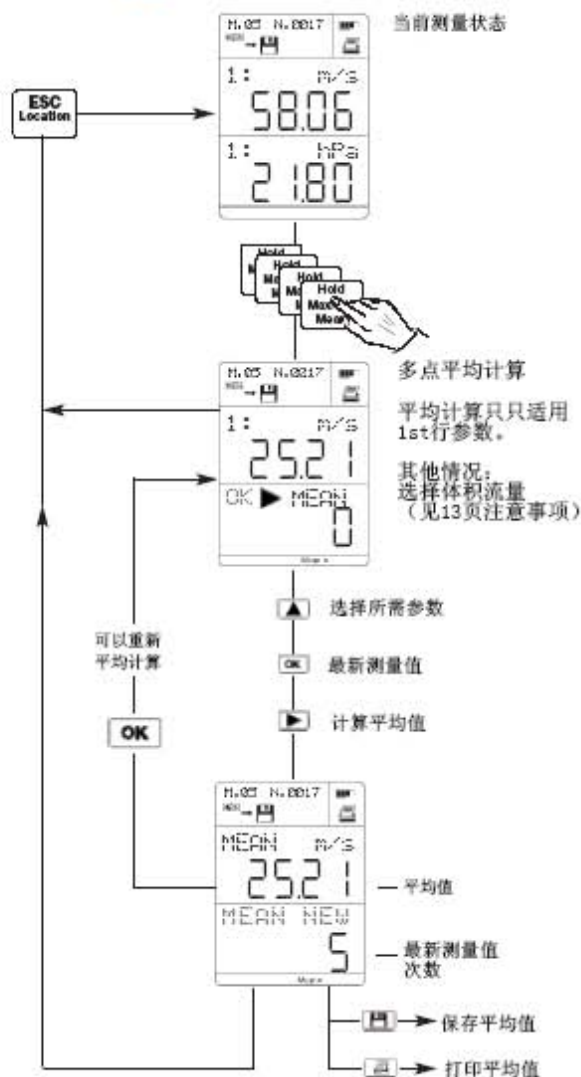 M.05 N.0017
当前测量状态
MEM→
1: m/s
58.06
1: hPa
21.80
ESC
Location
Hold
Hold
Hold
Hold
Max
Mean
M.05 N.0217
多点平均计算
平均计算只只适用
1st行参数。
其他情况:
选择体积流量
(见13页注意事项)
1: m/s
25.21
OK ▶ MEAN
0
▲ 选择所需参数
OK 最新测量值
▶ 计算平均值
可以重新
平均计算
OK
M.05 N.0017
MEAN m/s
25.21
平均值
MEAN NEW
5
最新测量值
次数
保存平均值
打印平均值